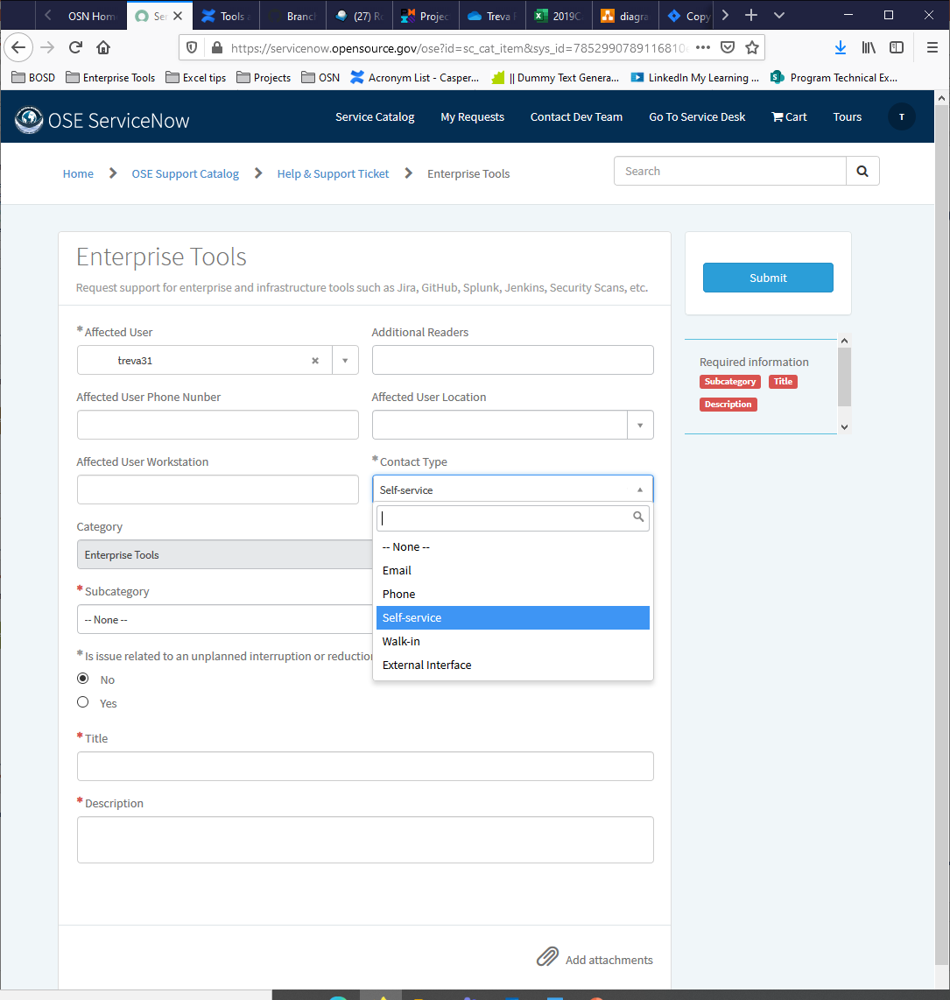 OSN Home
Ser
Tools a
Branch
(27) Ro
Projec
Treva
2019C
diagra
Copy
https://servicenow.opensource.gov/ose?id=sc_cat_item&sys_id=7852990789116810
BOSD
Enterprise Tools
Excel tips
Projects
OSN
Acronym List - Casper...
|| Dummy Text Genera...
LinkedIn My Learning ...
Program Technical Ex...
OSE ServiceNow
Service Catalog
My Requests
Contact Dev Team
Go To Service Desk
Cart
Tours
T
Home
OSE Support Catalog
Help & Support Ticket
Enterprise Tools
Search
Enterprise Tools
Request support for enterprise and infrastructure tools such as Jira, GitHub, Splunk, Jenkins, Security Scans, etc.
Submit
Required information
Subcategory
Title
Description
* Affected User
treva31
Additional Readers
Affected User Phone Nunber
Affected User Location
Affected User Workstation
* Contact Type
Self-service
-- None --
Email
Phone
Self-service
Walk-in
External Interface
Category
Enterprise Tools
* Subcategory
-- None --
* Is issue related to an unplanned interruption or reduction
No
Yes
* Title
* Description
Add attachments